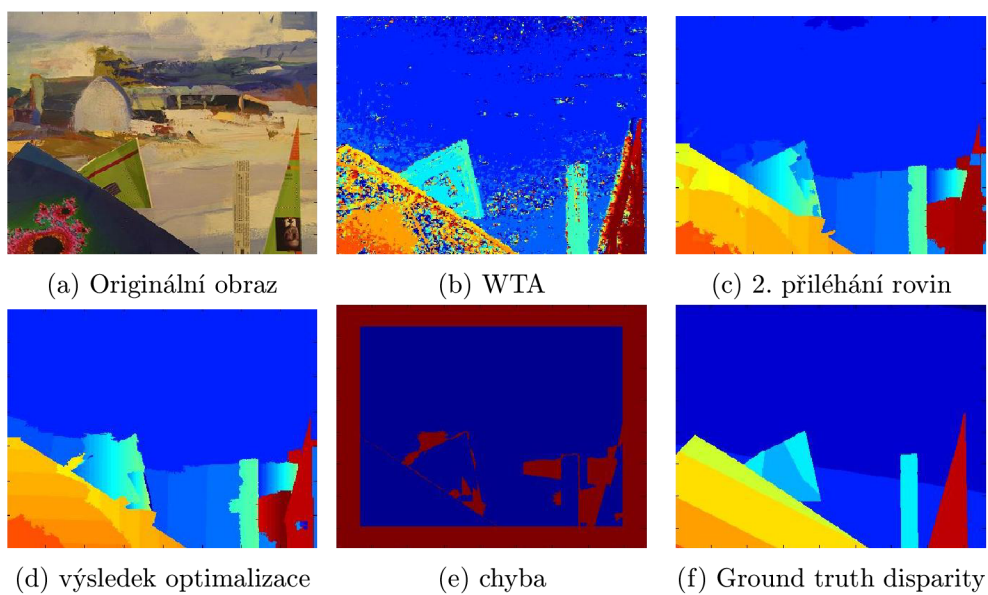 (a) Originální obraz
(b) WTA
(c) 2. přiléhání rovin
(d) výsledek optimalizace
(e) chyba
(f) Ground truth disparity